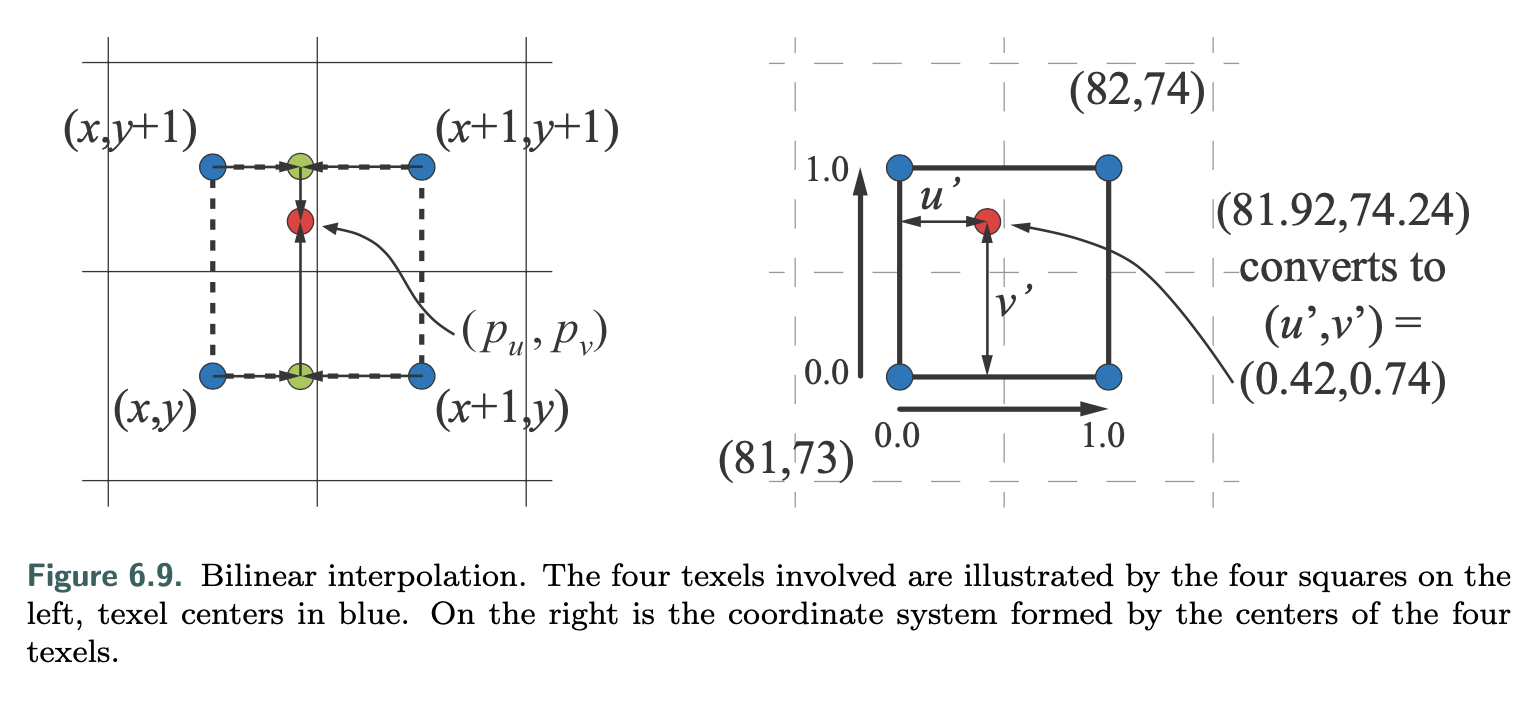 (x,y+1)
(x+1,y+1)
(pu, pv)
(x,y)
(x+1,y)
(82,74)
1.0
u’
(81.92,74.24)
converts to
(u’,v’) =
(0.42,0.74)
v’
0.0
0.0
1.0
(81,73)
Figure 6.9. Bilinear interpolation. The four texels involved are illustrated by the four squares on the
left, texel centers in blue. On the right is the coordinate system formed by the centers of the four
texels.